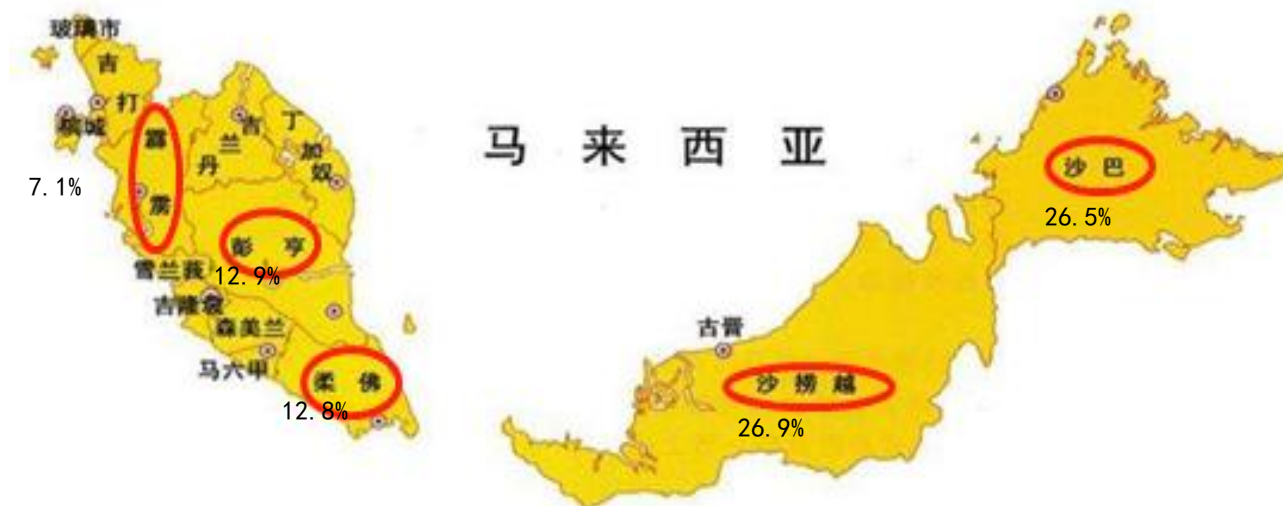 玻璃市
吉打
槟城
霹雳
7.1%
吉兰丹
丁加奴
彭亨
12.9%
雪兰莪
吉隆坡
森美兰
马六甲
柔佛
12.8%
马来西亚
沙巴
26.5%
古晋
沙捞越
26.9%